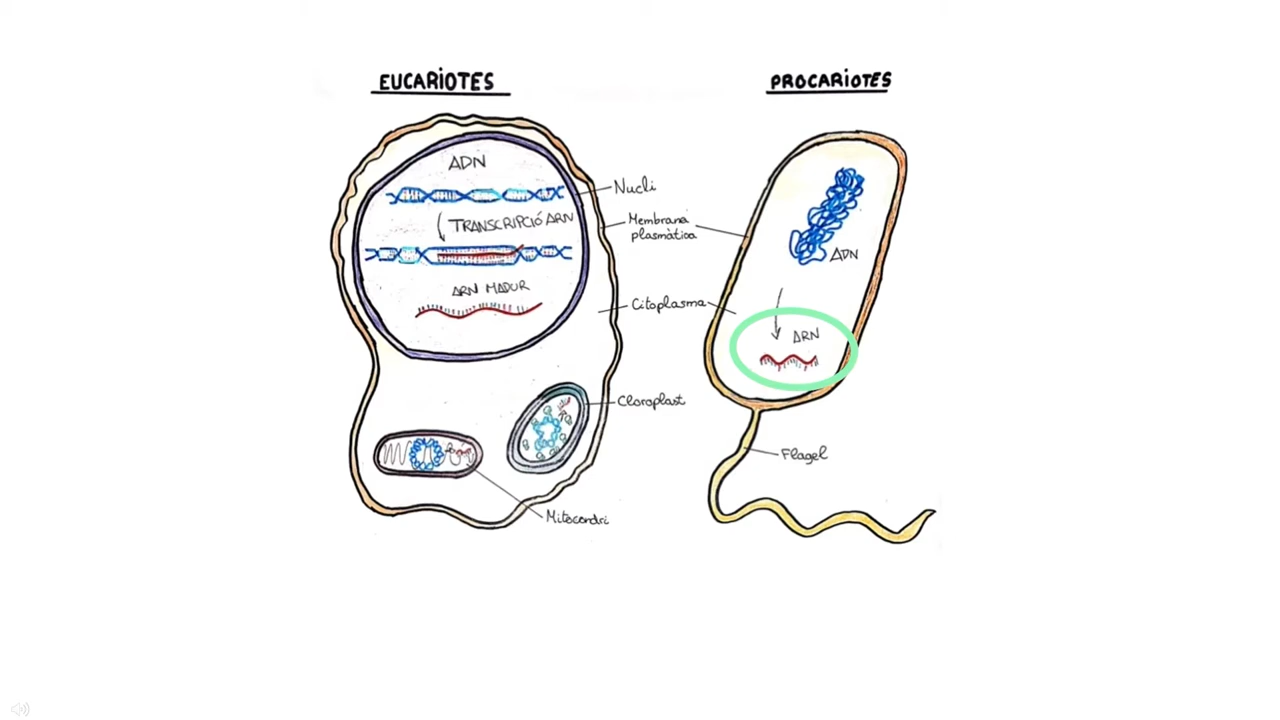 EUCARIOTES
PROCARIOTES
ADN
Nucli
TRANSCRIPCIÓ ARN
Membrana
plasmàtica
ADN
ARN MADUR
Citoplasma
ARN
Cloroplast
Flagel
Mitocondri